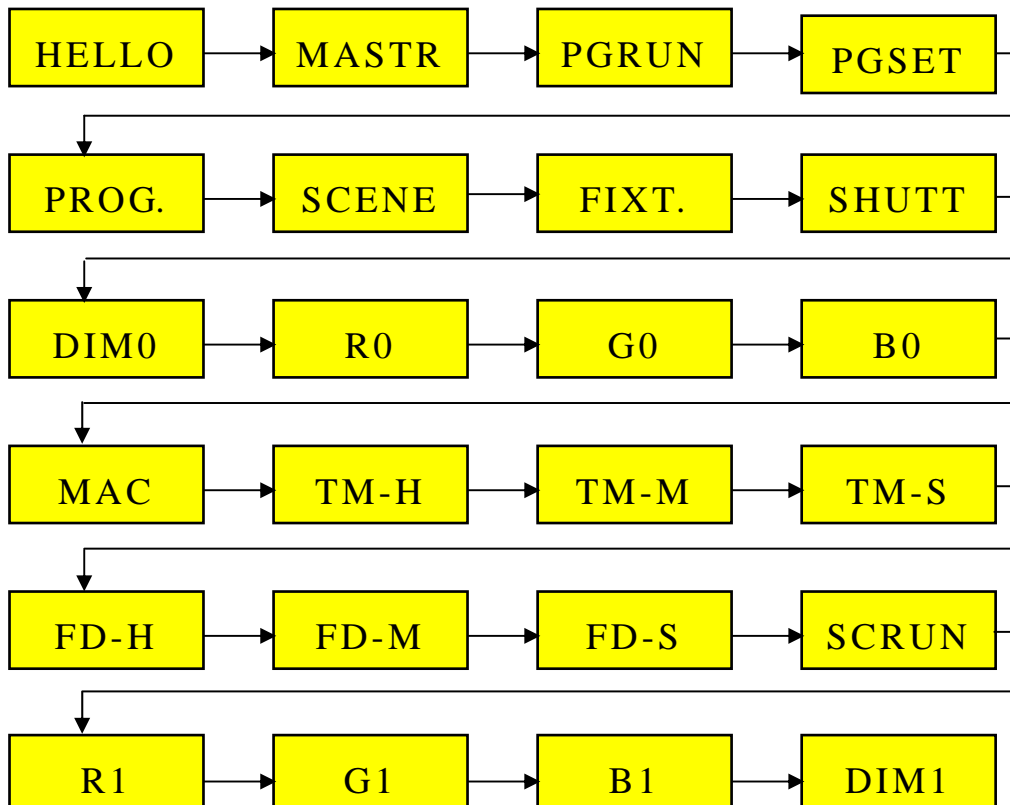 HELLO MASTR PGRUN PGSET
PROG. SCENE FIXT. SHUTT
DIM0 R0 G0 B0
MAC TM-H TM-M TM-S
FD-H FD-M FD-S SCRUN
R1 G1 B1 DIM1